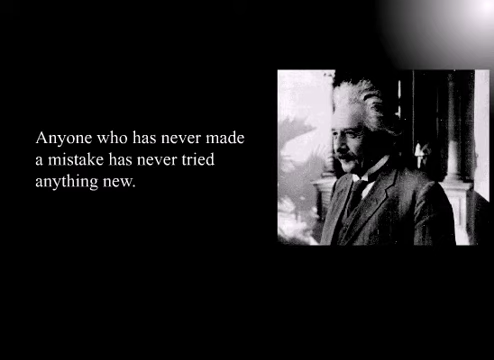 Anyone who has never made
a mistake has never tried
anything new.